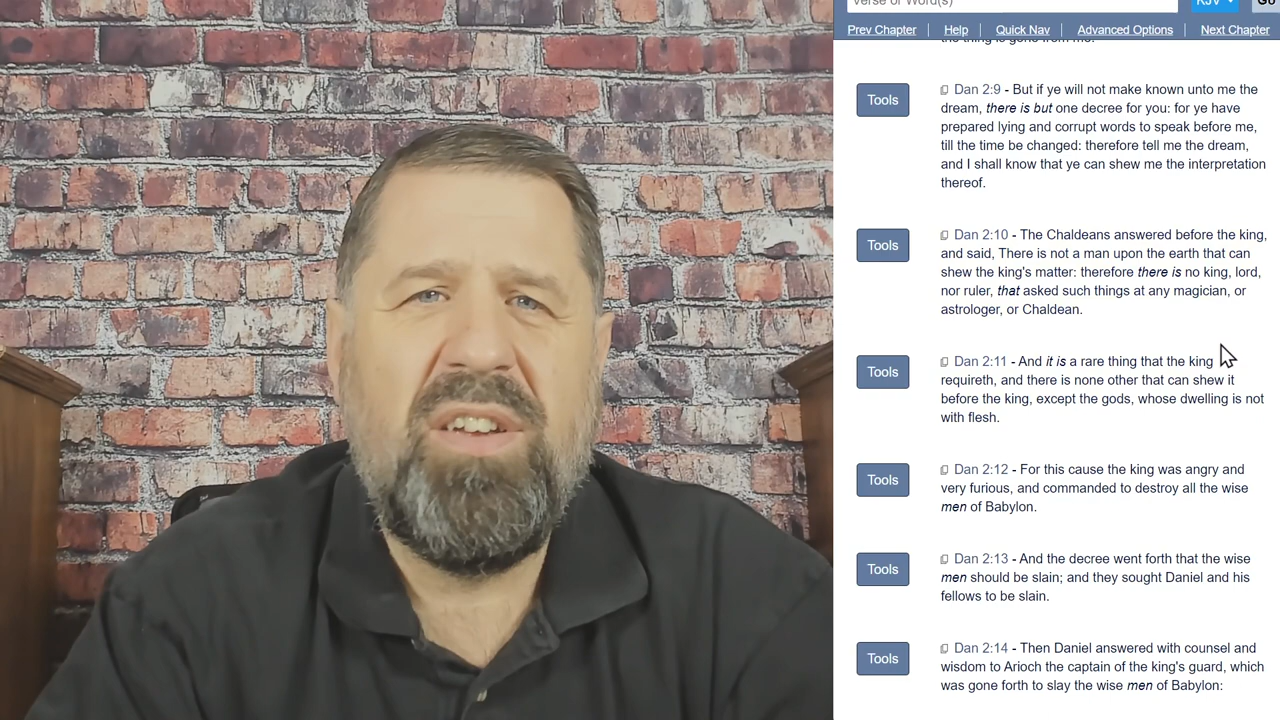 Verse or Word(s)
KJV
Go
Prev Chapter
Help
Quick Nav
Advanced Options
Next Chapter
the thing is gone from me.
Tools
Dan 2:9 - But if ye will not make known unto me the
dream, there is but one decree for you: for ye have
prepared lying and corrupt words to speak before me,
till the time be changed: therefore tell me the dream,
and I shall know that ye can shew me the interpretation
thereof.
Tools
Dan 2:10 - The Chaldeans answered before the king,
and said, There is not a man upon the earth that can
shew the king's matter: therefore there is no king, lord,
nor ruler, that asked such things at any magician, or
astrologer, or Chaldean.
Tools
Dan 2:11 - And it is a rare thing that the king
requireth, and there is none other that can shew it
before the king, except the gods, whose dwelling is not
with flesh.
Tools
Dan 2:12 - For this cause the king was angry and
very furious, and commanded to destroy all the wise
men of Babylon.
Tools
Dan 2:13 - And the decree went forth that the wise
men should be slain; and they sought Daniel and his
fellows to be slain.
Tools
Dan 2:14 - Then Daniel answered with counsel and
wisdom to Arioch the captain of the king's guard, which
was gone forth to slay the wise men of Babylon: